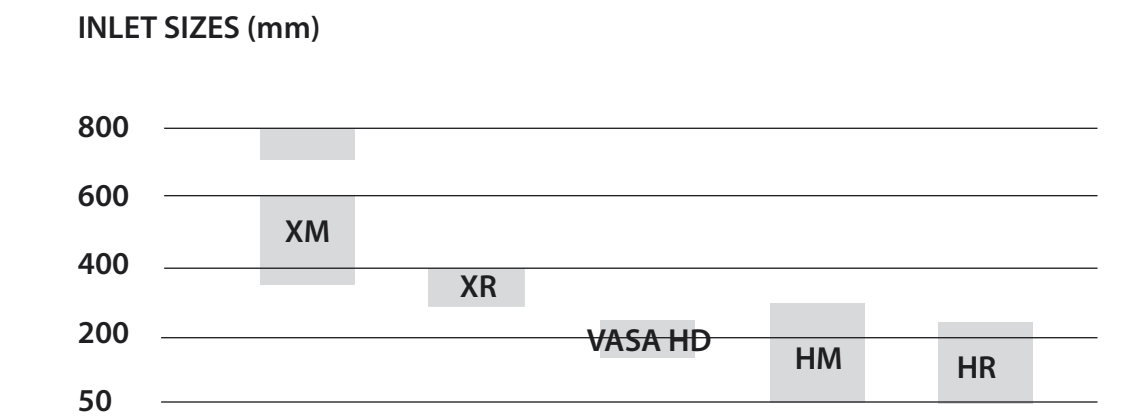 INLET SIZES (mm)
800
600
XM
400
XR
200
VASA HD
HM
HR
50